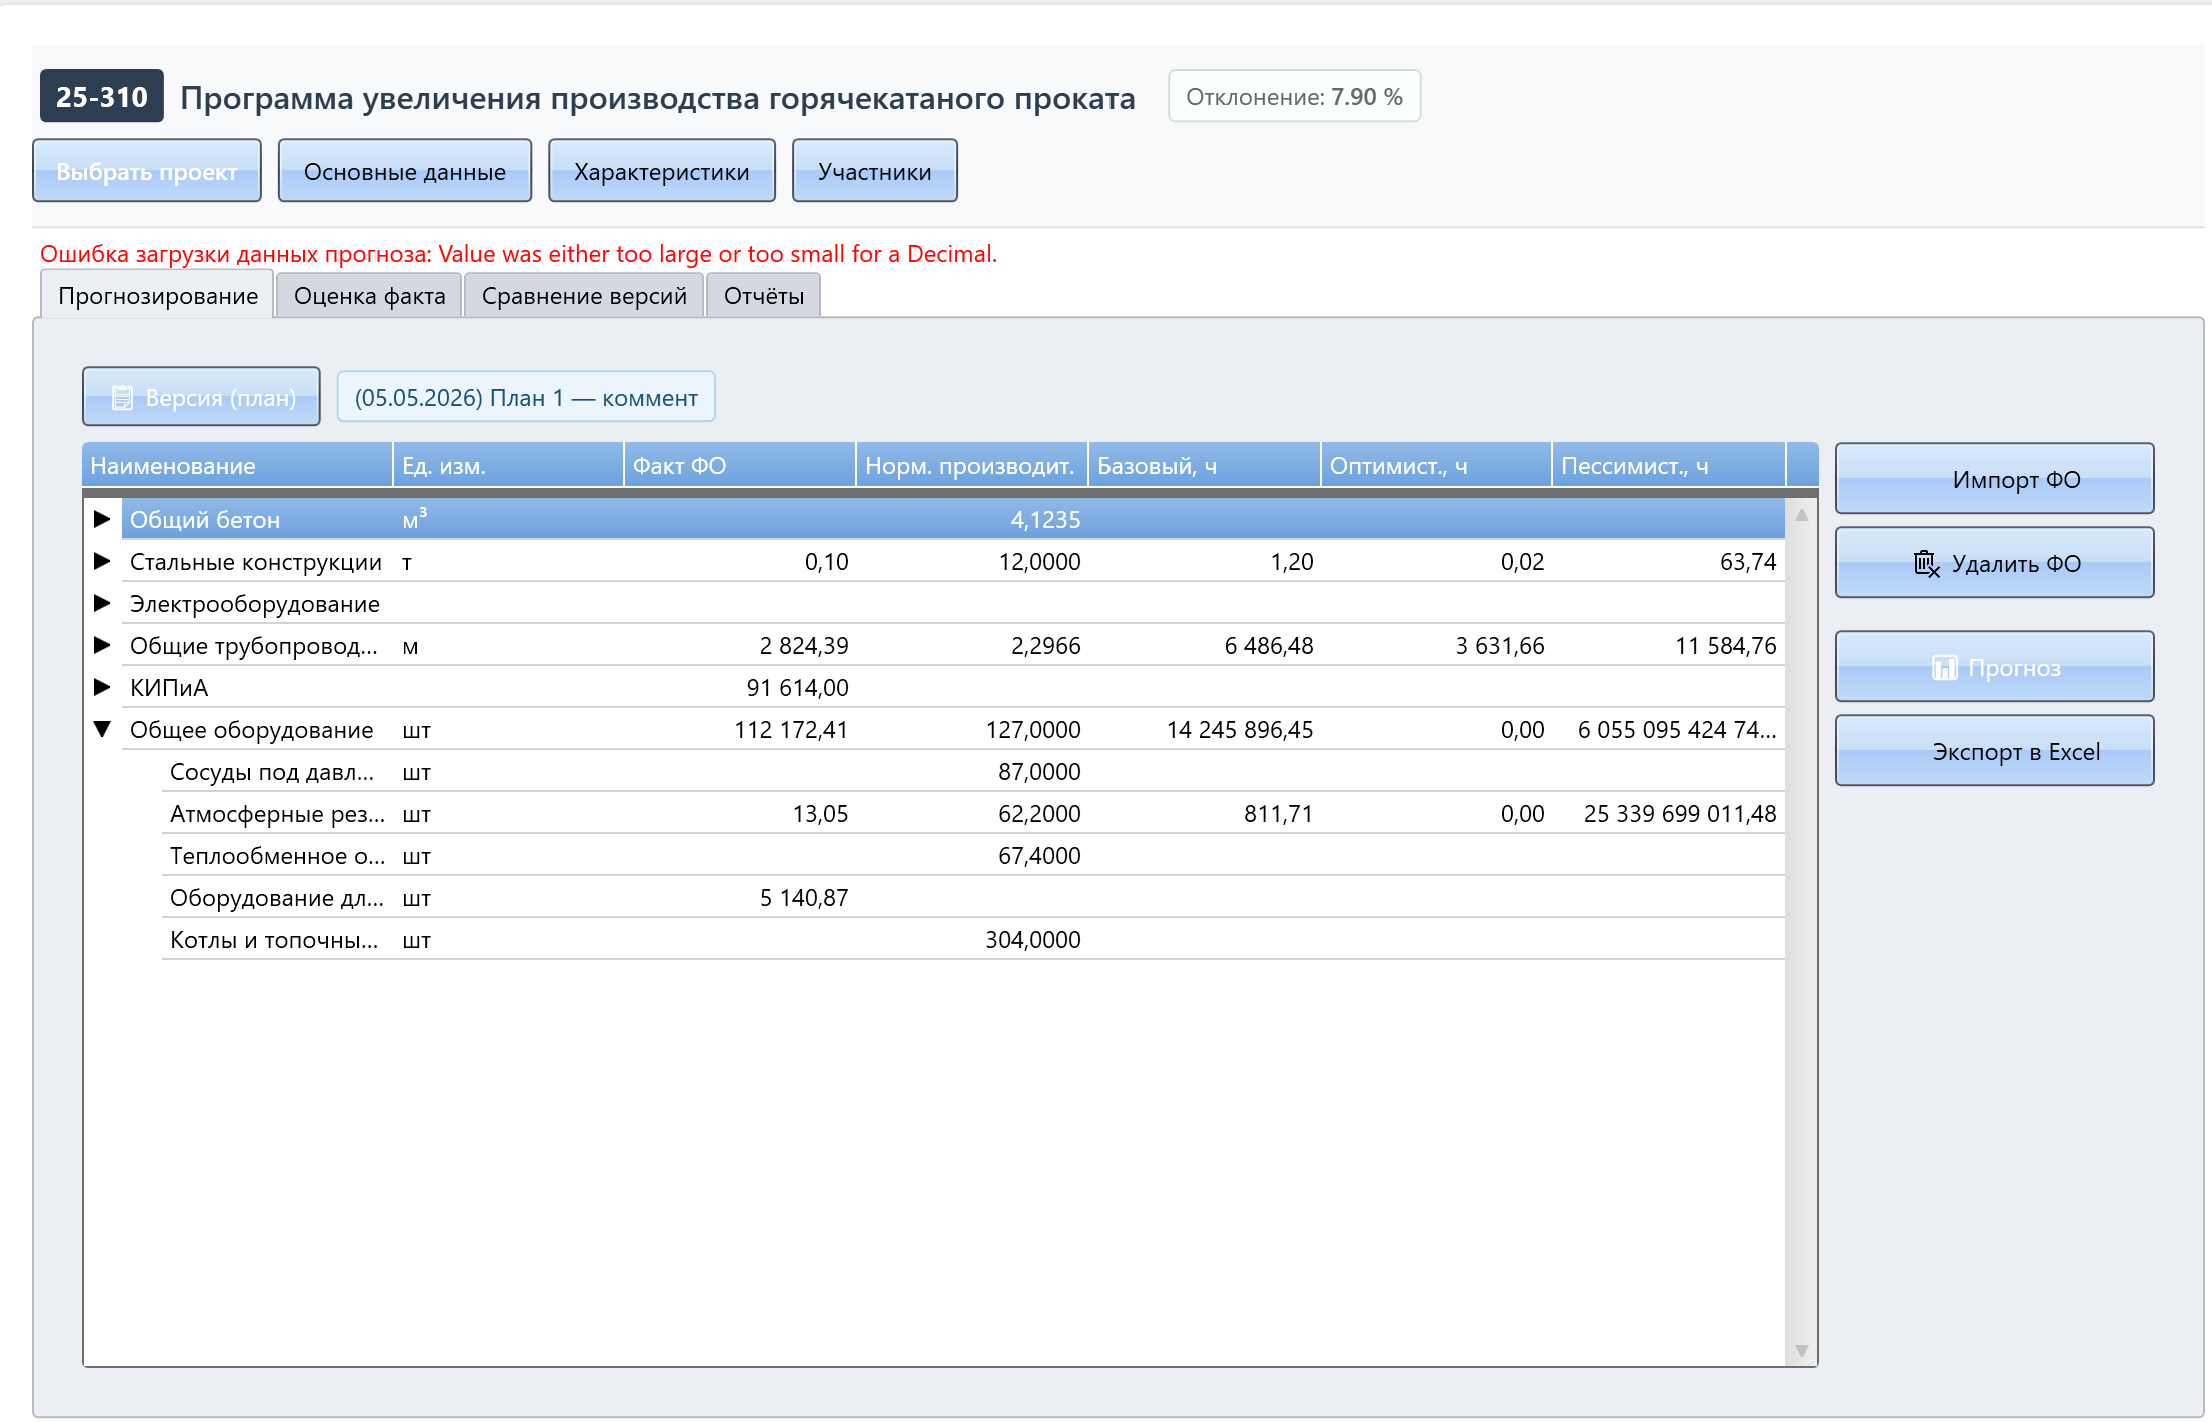 25-310 Программа увеличения производства горячекатаного проката Отклонение: 7.90 %
Выбрать проект Основные данные Характеристики Участники
Ошибка загрузки данных прогноза: Value was either too large or too small for a Decimal.
Прогнозирование Оценка факта Сравнение версий Отчёты
Версия (план) (05.05.2026) План 1 — коммент
Наименование Ед. изм. Факт ФО Норм. производит. Базовый, ч Оптимист., ч Пессимист., ч
Общий бетон м³ 4,1235
Стальные конструкции т 0,10 12,0000 1,20 0,02 63,74
Электрооборудование
Общие трубопровод... м 2 824,39 2,2966 6 486,48 3 631,66 11 584,76
КИПиА 91 614,00
Общее оборудование шт 112 172,41 127,0000 14 245 896,45 0,00 6 055 095 424 74...
Сосуды под давл... шт 87,0000
Атмосферные рез... шт 13,05 62,2000 811,71 0,00 25 339 699 011,48
Теплообменное о... шт 67,4000
Оборудование дл... шт 5 140,87
Котлы и топочны... шт 304,0000
Импорт ФО
Удалить ФО
Прогноз
Экспорт в Excel